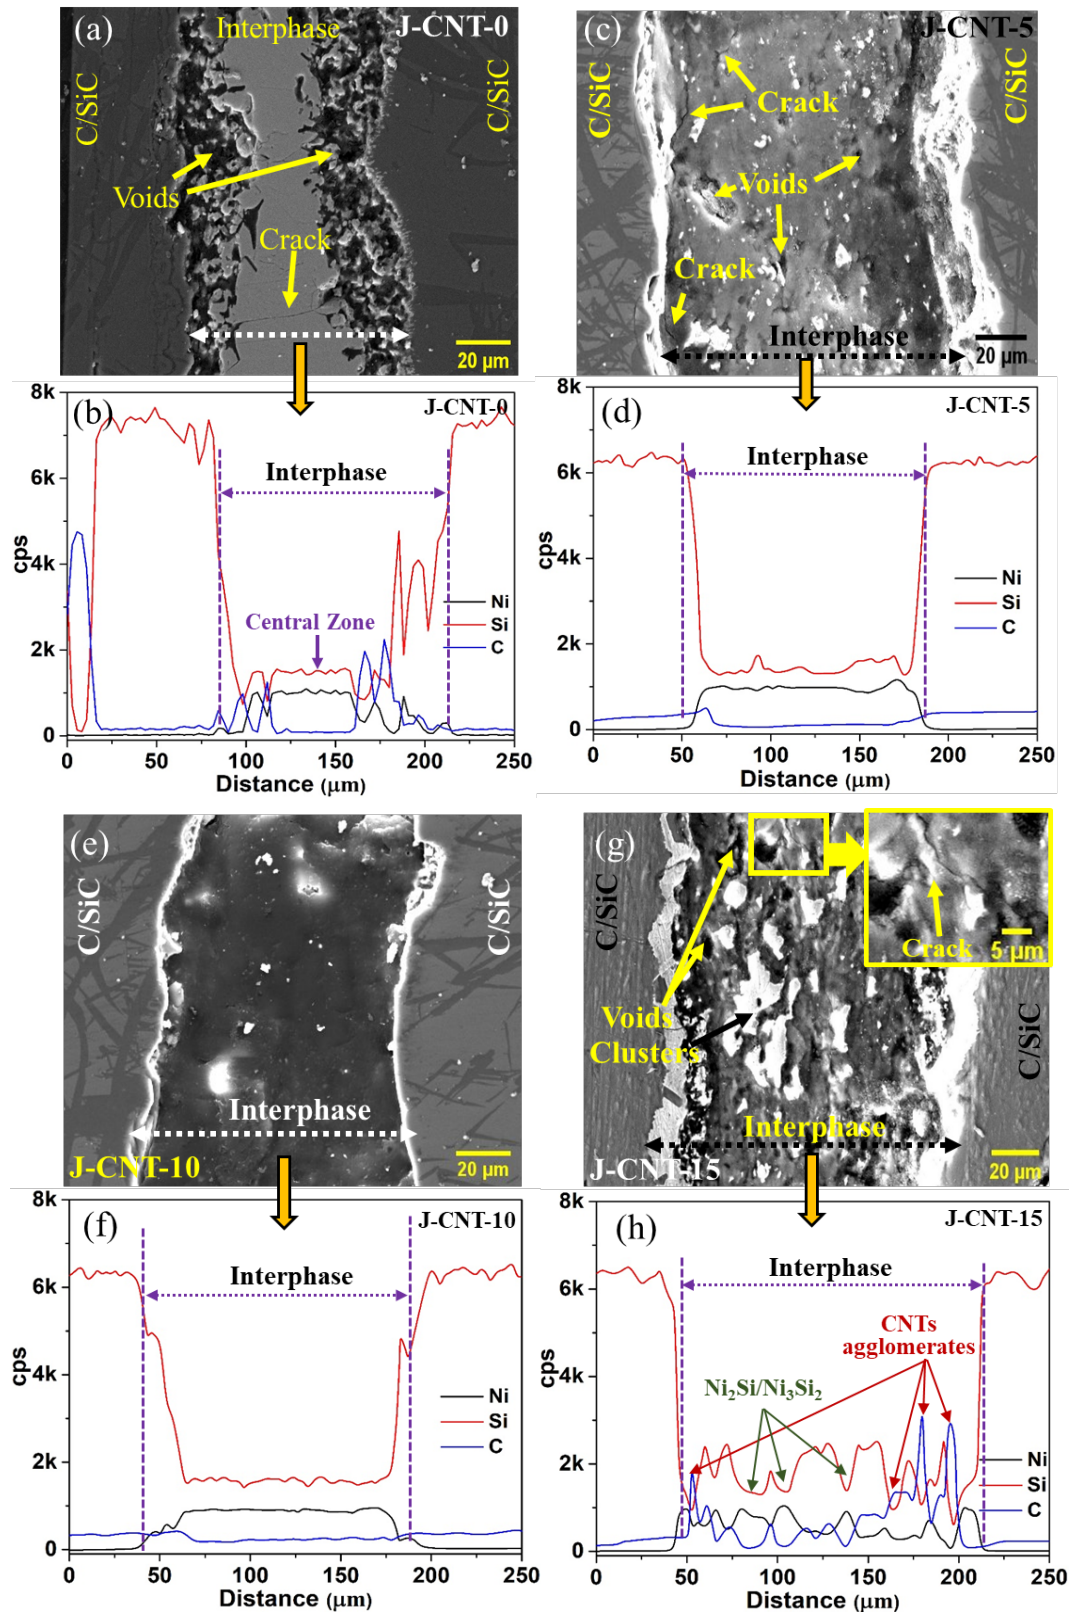 (a)
Interphase
J-CNT-0
C/SiC
C/SiC
Voids
Crack
20 μm
(c)
J-CNT-5
C/SiC
C/SiC
Crack
Voids
Crack
Interphase
20 μm
(b)
J-CNT-0
Interphase
Central Zone
Ni
Si
C
8k
6k
4k
2k
0
cps
0 50 100 150 200 250
Distance (μm)
(d)
J-CNT-5
Interphase
Ni
Si
C
8k
6k
4k
2k
0
cps
0 50 100 150 200 250
Distance (μm)
(e)
C/SiC
C/SiC
Interphase
J-CNT-10
20 μm
(g)
C/SiC
C/SiC
Crack
5 μm
Voids
Clusters
Interphase
J-CNT-15
20 μm
(f)
J-CNT-10
Interphase
Ni
Si
C
8k
6k
4k
2k
0
cps
0 50 100 150 200 250
Distance (μm)
(h)
J-CNT-15
Interphase
CNTs
agglomerates
Ni₂Si/Ni₃Si₂
Ni
Si
C
8k
6k
4k
2k
0
cps
0 50 100 150 200 250
Distance (μm)